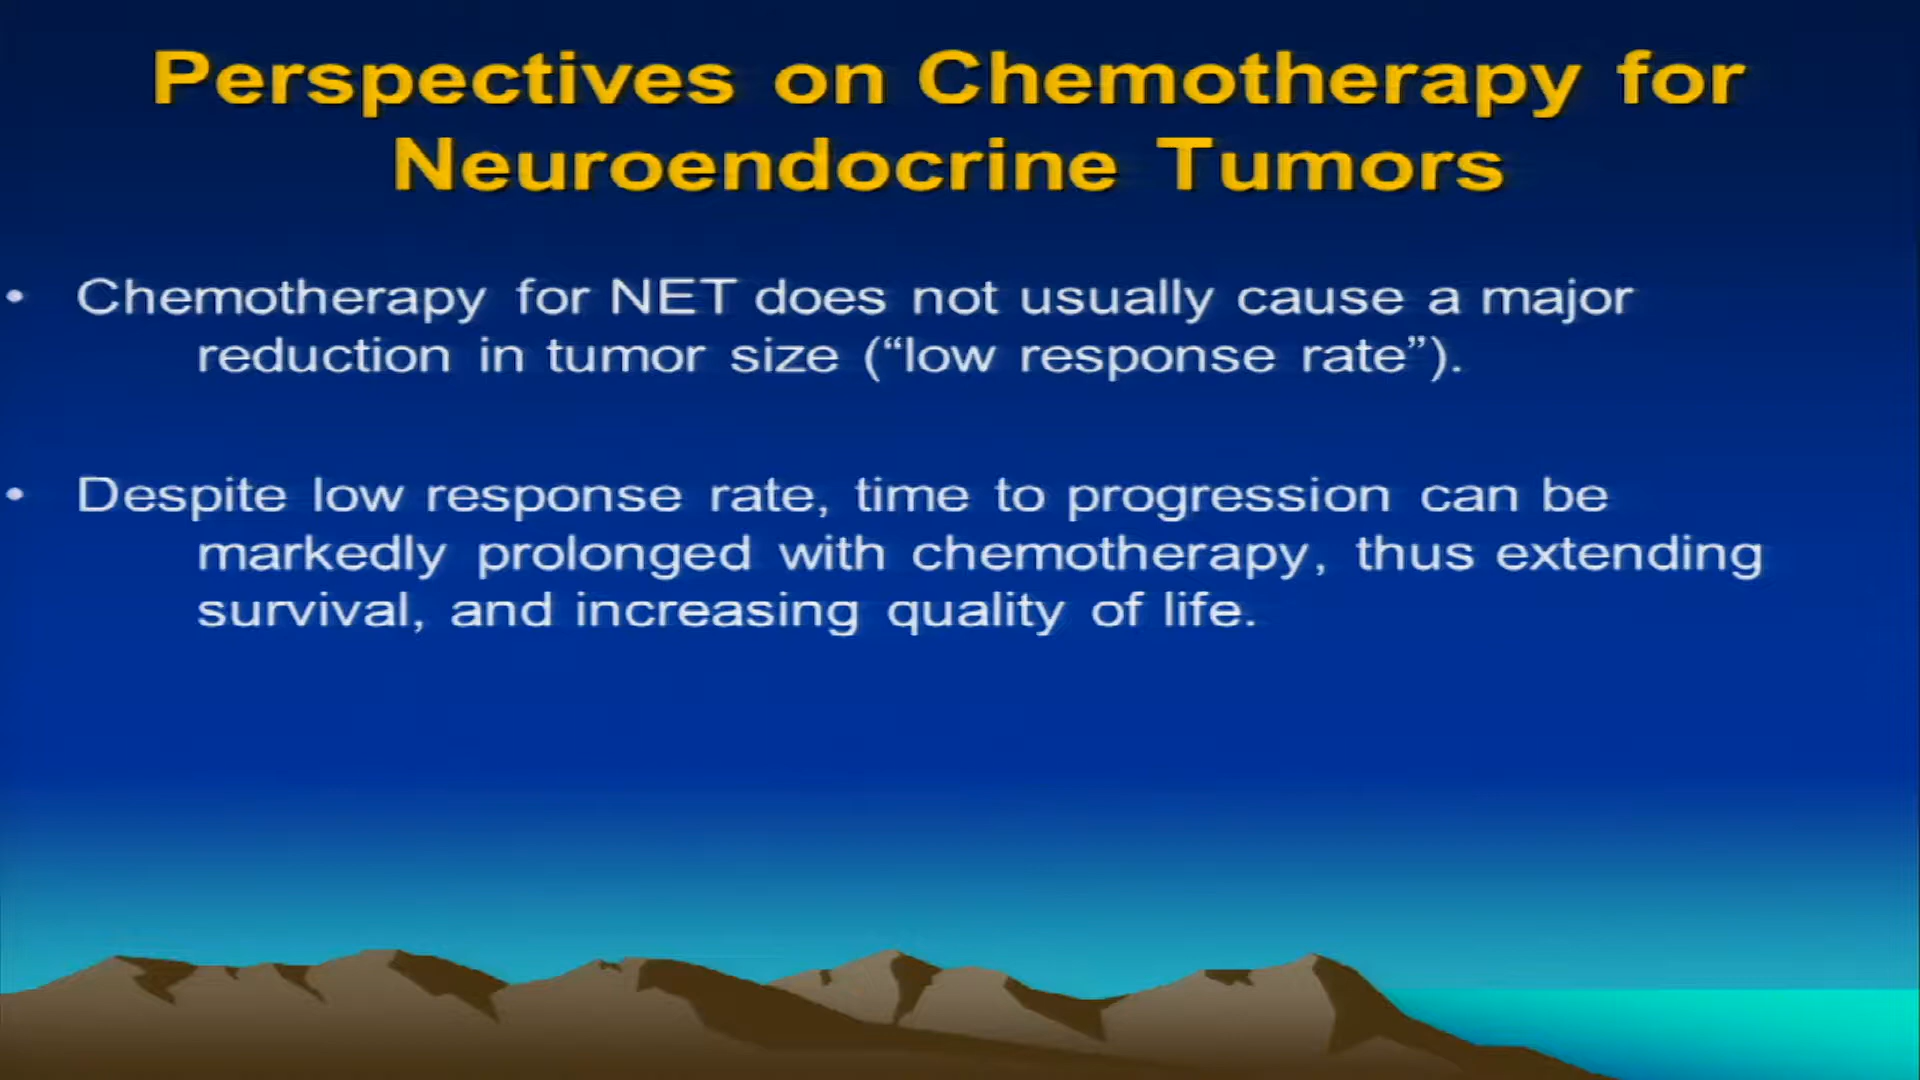 Perspectives on Chemotherapy for
Neuroendocrine Tumors
• Chemotherapy for NET does not usually cause a major
reduction in tumor size (“low response rate”).
• Despite low response rate, time to progression can be
markedly prolonged with chemotherapy, thus extending
survival, and increasing quality of life.